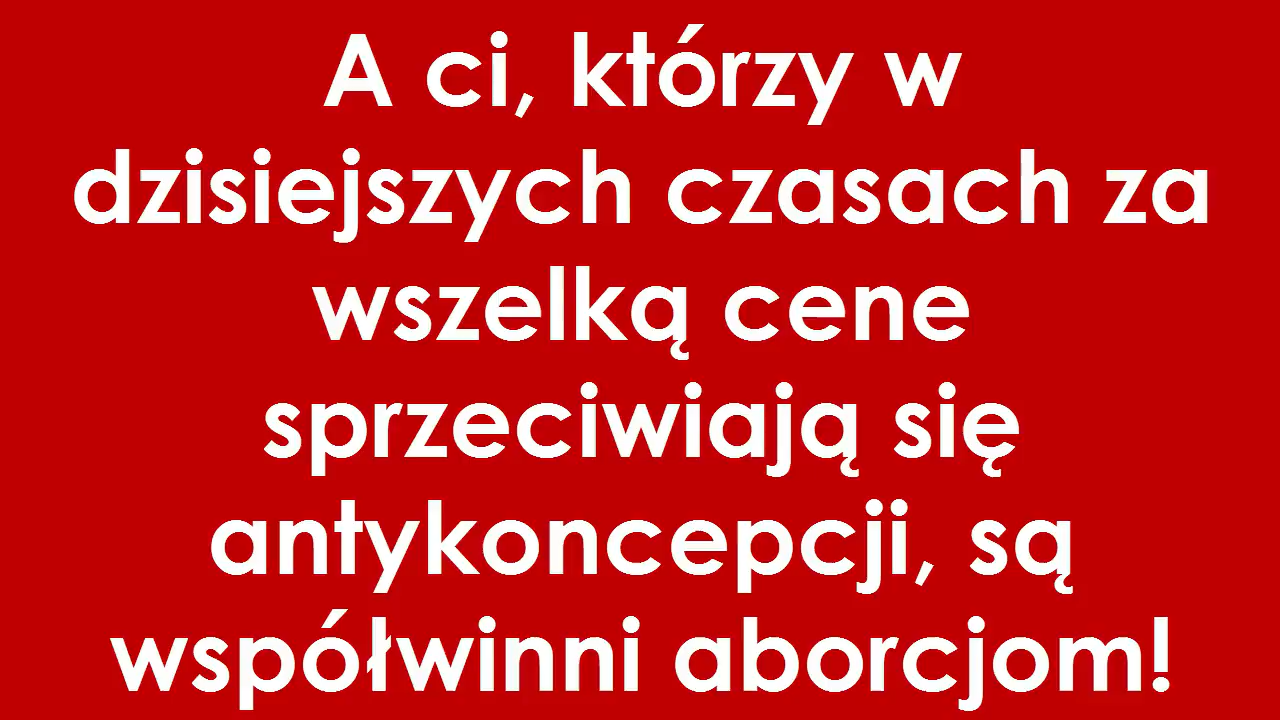 A ci, którzy w
dzisiejszych czasach za
wszelką cene
sprzeciwiają się
antykoncepcji, są
współwinni aborcjom!